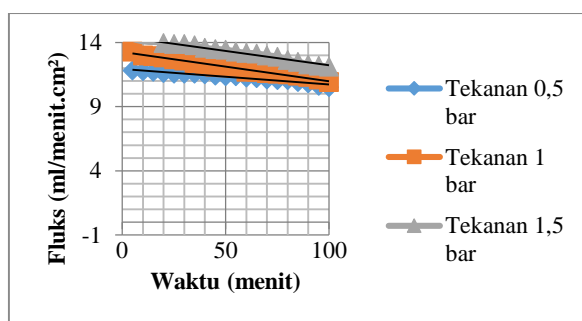 14
9
4
-1
Fluks (ml/menit.cm²)
0
50
100
Waktu (menit)
Tekanan 0,5
bar
Tekanan 1
bar
Tekanan 1,5
bar